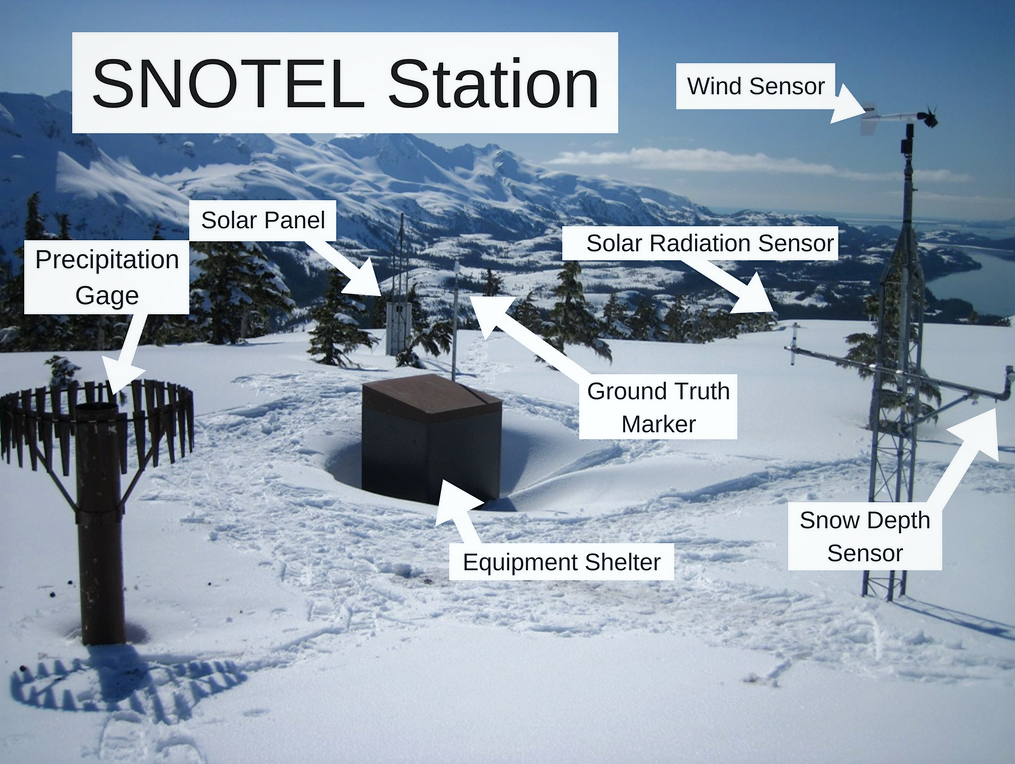 SNOTEL Station
Wind Sensor
Solar Panel
Solar Radiation Sensor
Precipitation
Gage
Ground Truth
Marker
Snow Depth
Sensor
Equipment Shelter